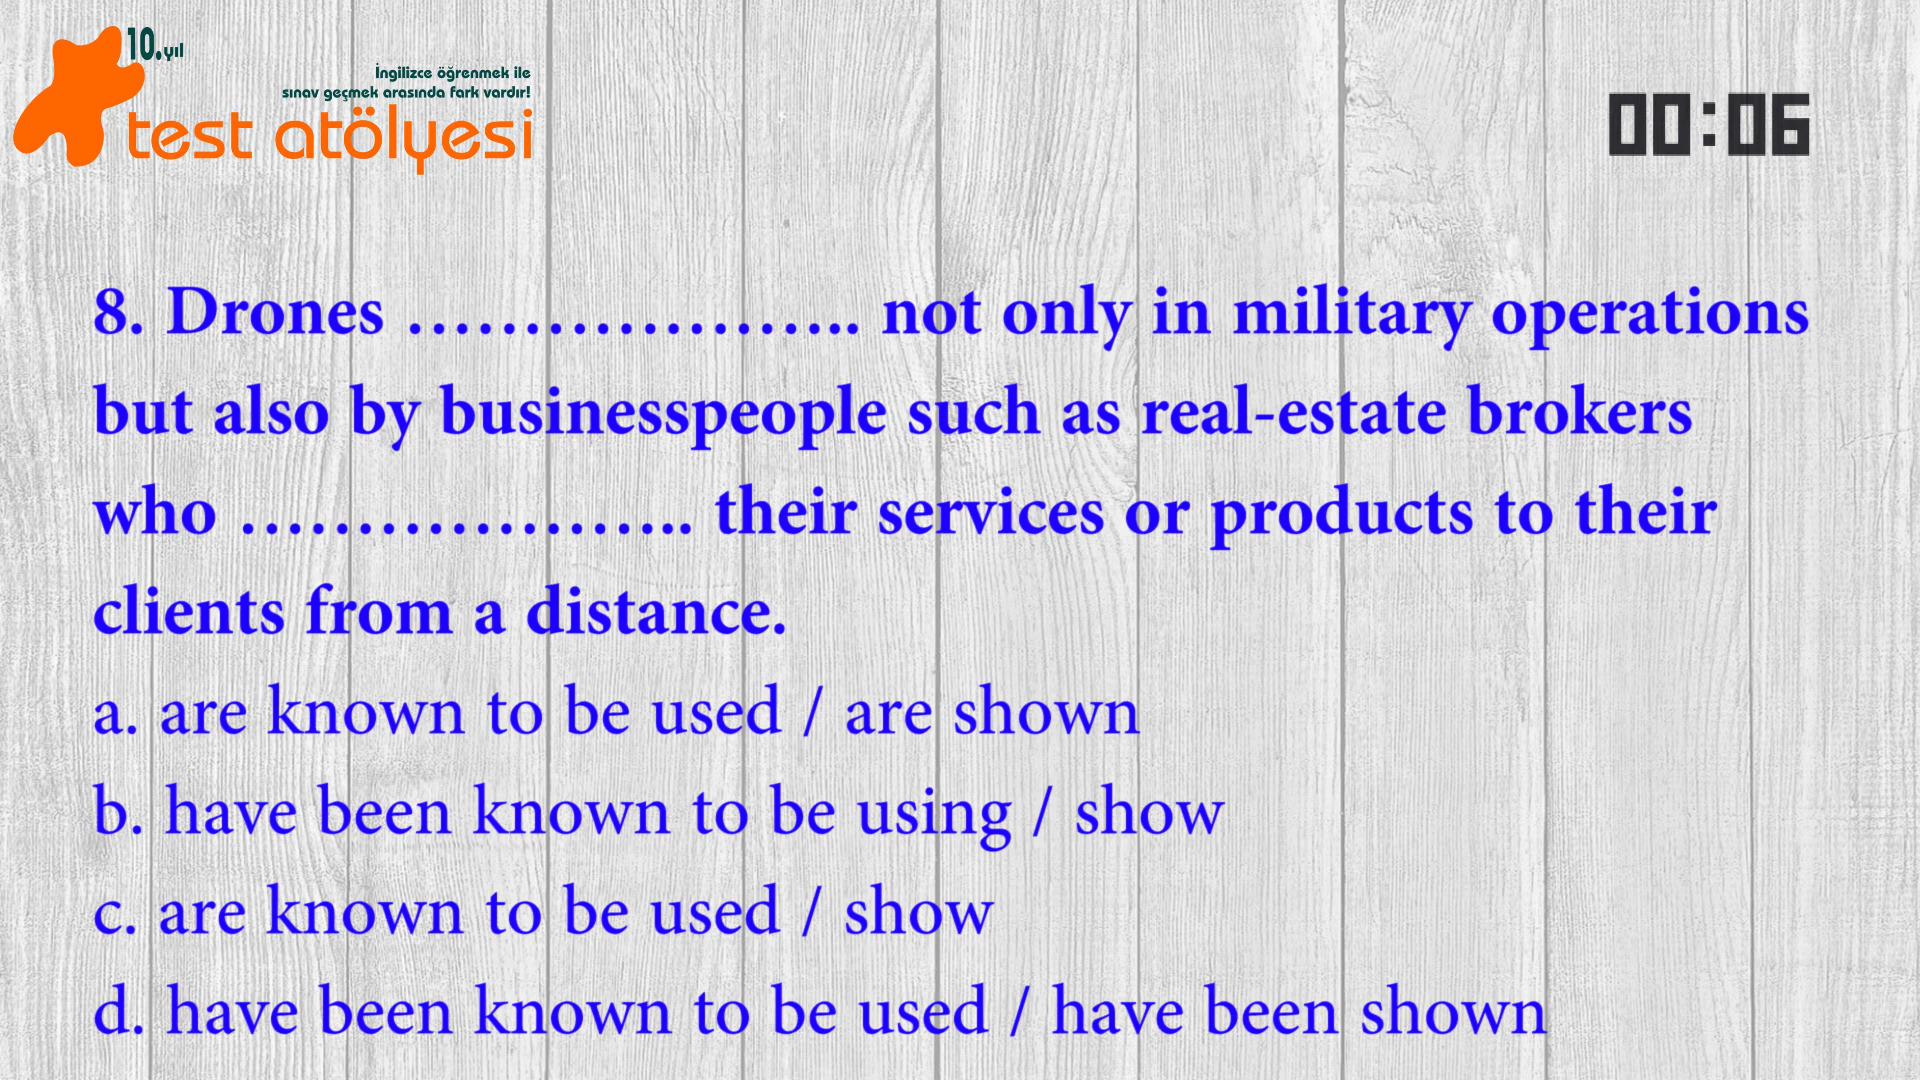 10.yıl
İngilizce öğrenmek ile
sınav geçmek arasında fark vardır!
test atölyesi
00:06
8. Drones ………………….. not only in military operations
but also by businesspeople such as real-estate brokers
who ………………….. their services or products to their
clients from a distance.
a. are known to be used / are shown
b. have been known to be using / show
c. are known to be used / show
d. have been known to be used / have been shown